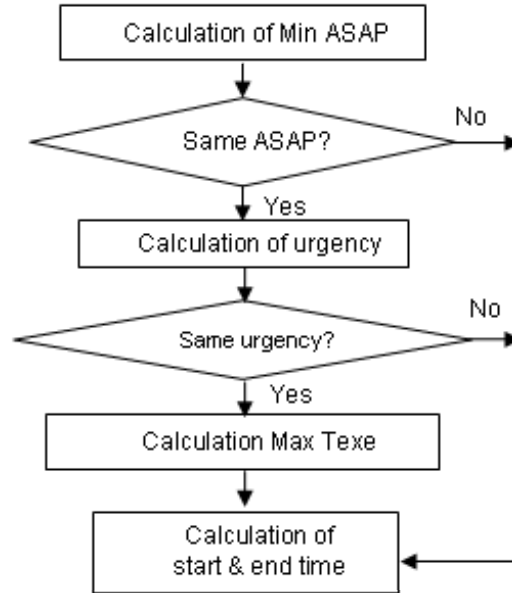 Calculation of Min ASAP
No
Same ASAP?
Yes
Calculation of urgency
No
Same urgency?
Yes
Calculation Max Texe
Calculation of
start & end time